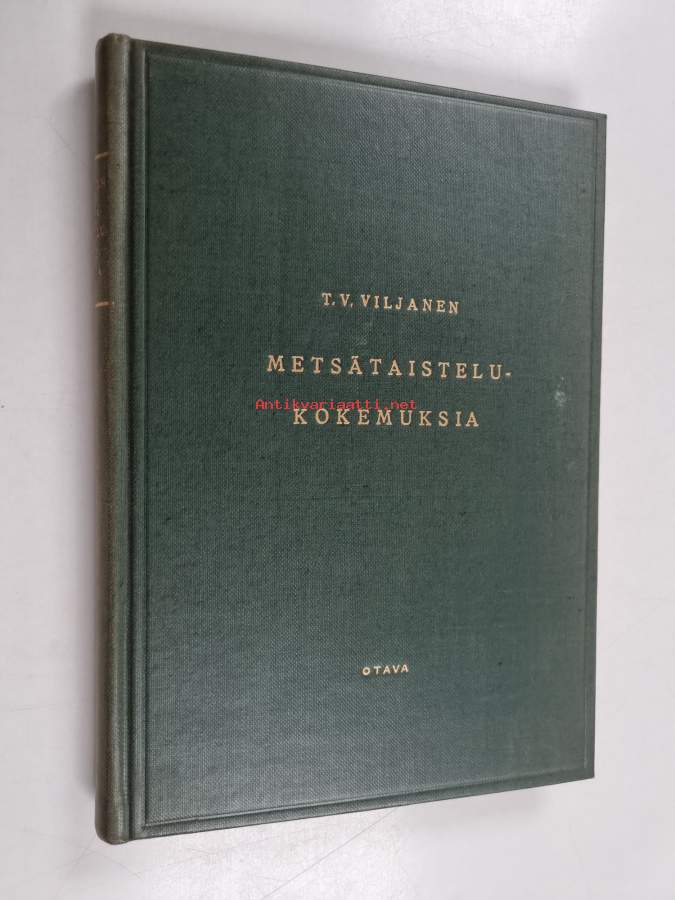 T. V. VILJANEN
METSÄTAISTELU-
Antikvariaatti.net
KOKEMUKSIA
OTAVA